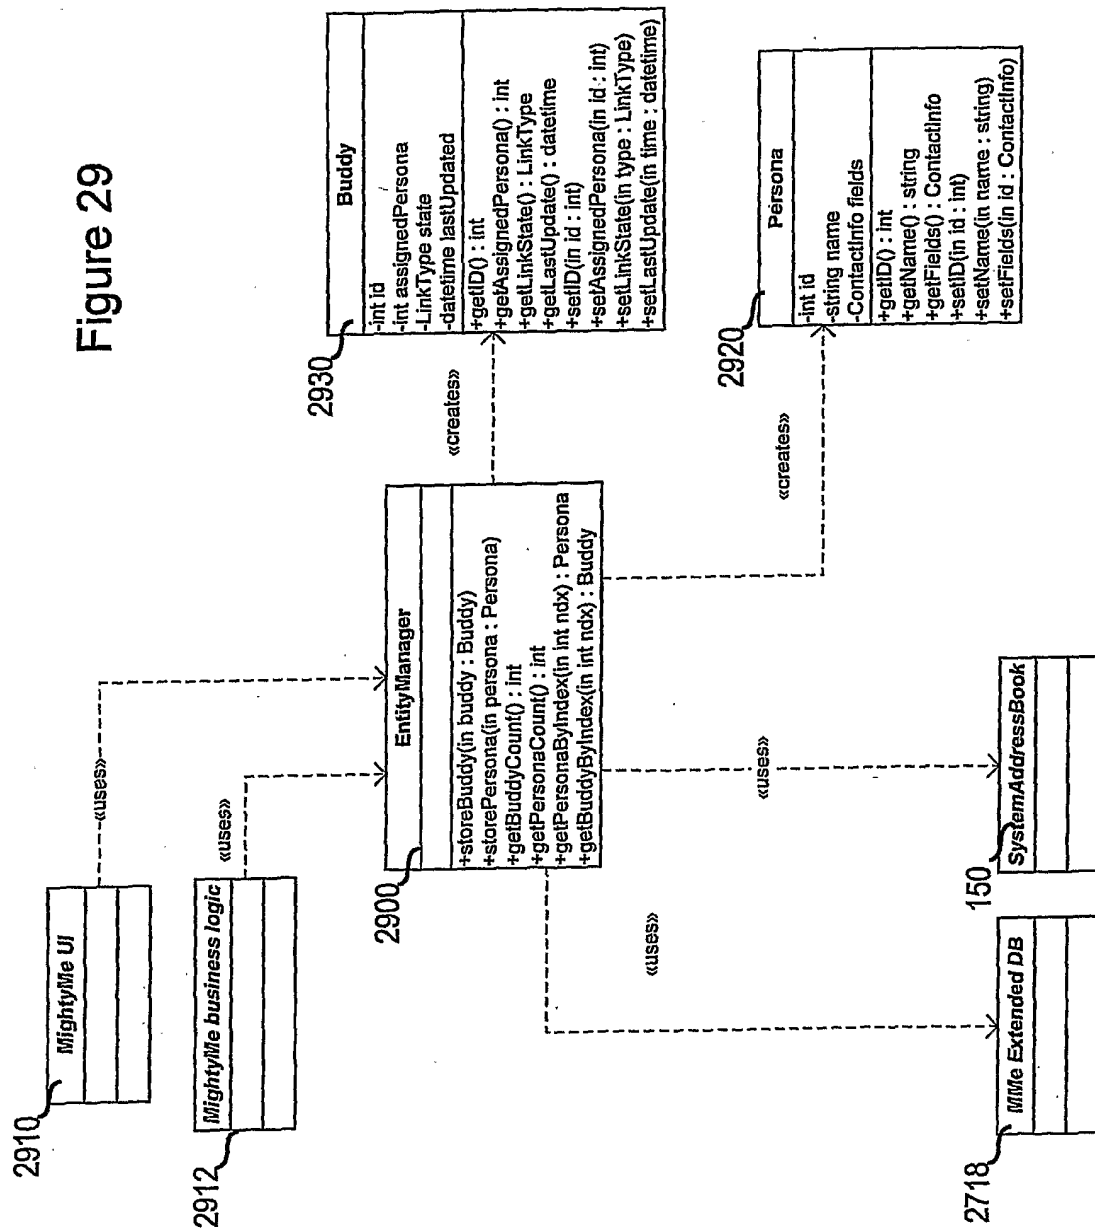 Figure 29
2910
MightyMe UI
2912
MightyMe business logic
«uses»
«uses»
2900
EntityManager
+storeBuddy(in buddy : Buddy)
+storePersona(in persona : Persona)
+getBuddyCount() : int
+getPersonaCount() : int
+getPersonaByIndex(in int ndx) : Persona
+getBuddyByIndex(in int ndx) : Buddy
«creates»
2930
Buddy
-int id
-int assignedPersona
-LinkType state
-datetime lastUpdated
+getID() : int
+getAssignedPersona() : int
+getLinkState() : LinkType
+getLastUpdate() : datetime
+setID(in id : int)
+setAssignedPersona(in id : int)
+setLinkState(in type : LinkType)
+setLastUpdate(in time : datetime)
«creates»
2920
Persona
-int id
-string name
-ContactInfo fields
+getID() : int
+getName() : string
+getFields() : ContactInfo
+setID(in id : int)
+setName(in name : string)
+setFields(in id : ContactInfo)
«uses»
«uses»
2718
MMe Extended DB
150
SystemAddressBook